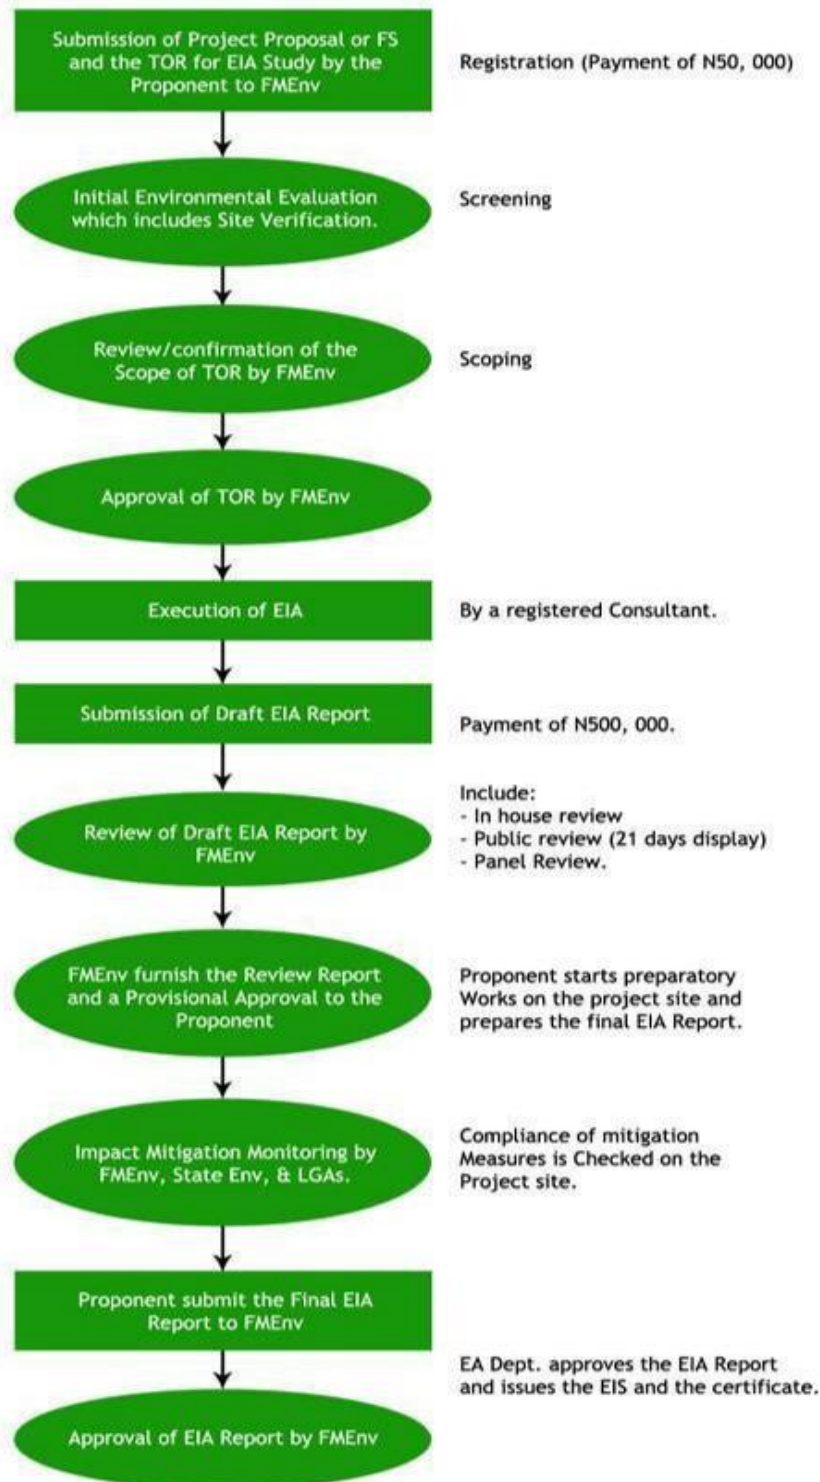 Submission of Project Proposal or FS
and the TOR for EIA Study by the
Proponent to FMEnv
Registration (Payment of N50, 000)
Initial Environmental Evaluation
which includes Site Verification.
Screening
Review/confirmation of the
Scope of TOR by FMEnv
Scoping
Approval of TOR by FMEnv
Execution of EIA
By a registered Consultant.
Submission of Draft EIA Report
Payment of N500, 000.
Review of Draft EIA Report by
FMEnv
Include:
- In house review
- Public review (21 days display)
- Panel Review.
FMEnv furnish the Review Report
and a Provisional Approval to the
Proponent
Proponent starts preparatory
Works on the project site and
prepares the final EIA Report.
Impact Mitigation Monitoring by
FMEnv, State Env, & LGAs.
Compliance of mitigation
Measures is Checked on the
Project site.
Proponent submit the Final EIA
Report to FMEnv
EA Dept. approves the EIA Report
and issues the EIS and the certificate.
Approval of EIA Report by FMEnv